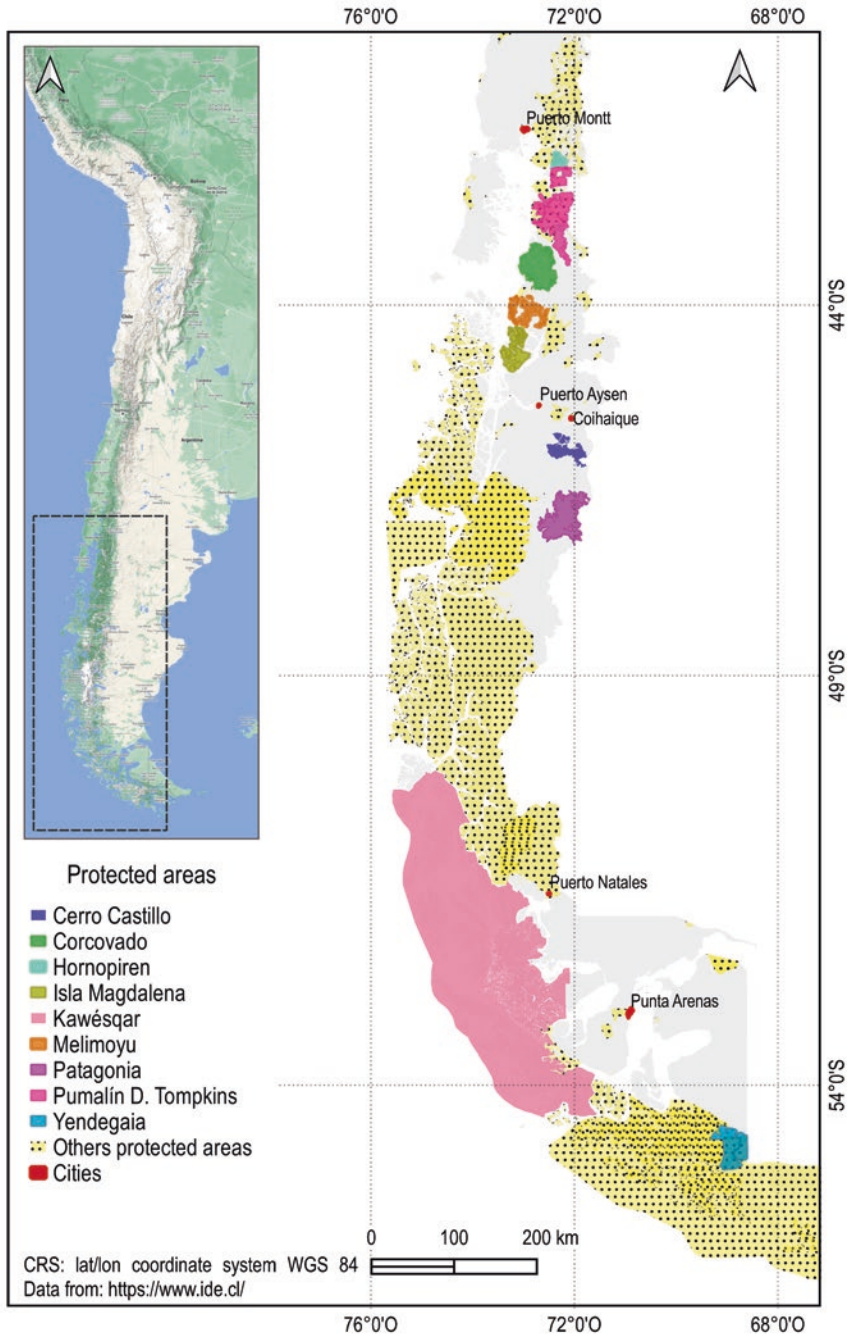 76°0'O 72°0'O 68°0'O
Puerto Montt
44°0'S
Puerto Aysen
Coihaique
49°0'S
Puerto Natales
Punta Arenas
54°0'S
Bolivia
Chile
Argentina
Protected areas
Cerro Castillo
Corcovado
Hornopiren
Isla Magdalena
Kawésqar
Melimoyu
Patagonia
Pumalín D. Tompkins
Yendegaia
Others protected areas
Cities
0 100 200 km
CRS: lat/lon coordinate system WGS 84
Data from: https://www.ide.cl/
76°0'O 72°0'O 68°0'O